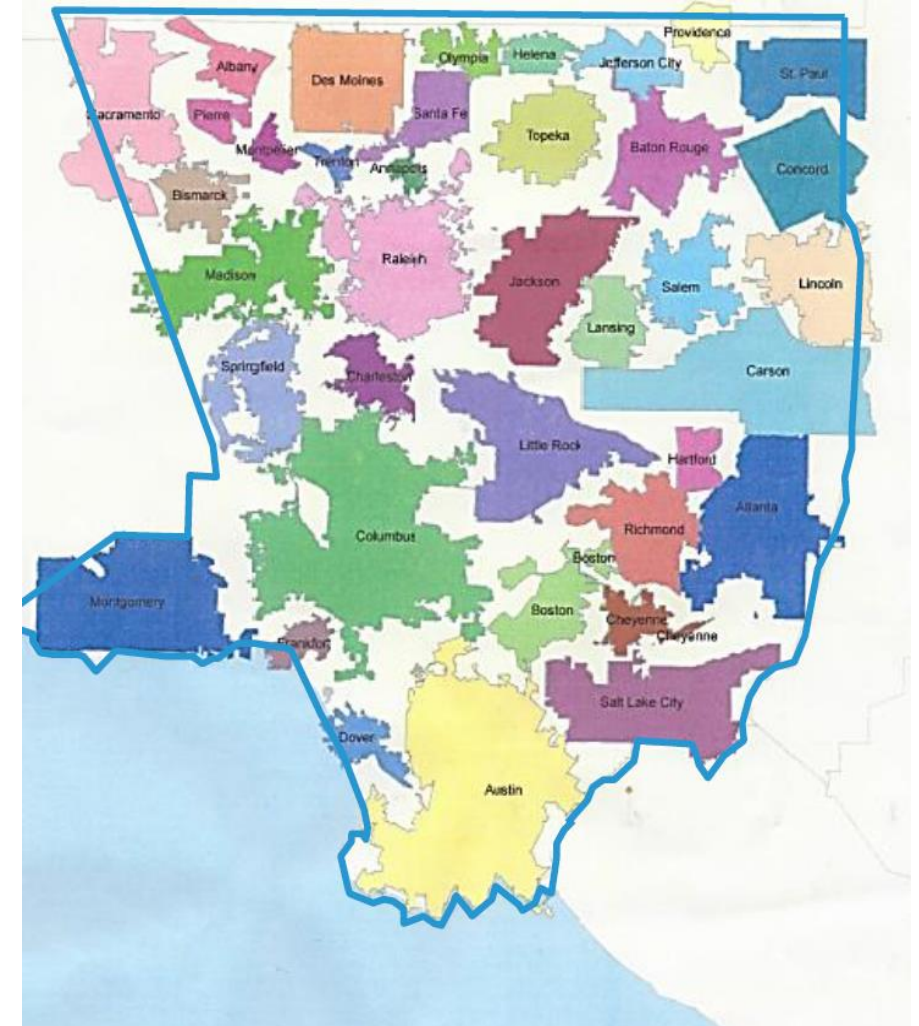 Providence
Albany
Des Moines
Olympia
Helena
Jefferson City
St. Paul
Sacramento
Pierre
Santa Fe
Montpelier
Trenton
Annapolis
Topeka
Baton Rouge
Concord
Bismarck
Madison
Raleigh
Jackson
Salem
Lincoln
Lansing
Springfield
Charleston
Carson
Little Rock
Hartford
Atlanta
Columbus
Richmond
Boston
Montgomery
Boston
Cheyenne
Cheyenne
Frankfort
Salt Lake City
Dover
Austin